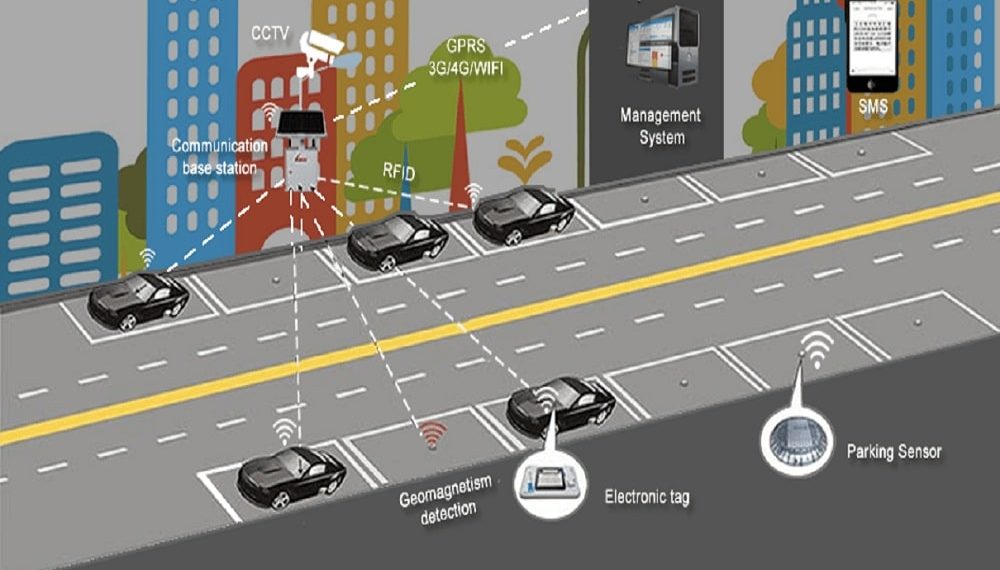 CCTV
GPRS
3G/4G/WIFI
Management
System
SMS
Communication
base station
RFID
Geomagnetism
detection
Electronic tag
Parking Sensor